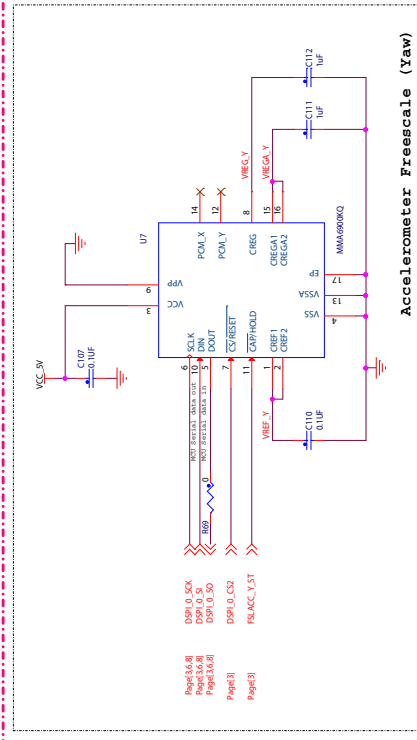 Accelerometer Freescale (Yaw)
C112
1uF
C111
1uF
VREG_Y
VREGA_Y
14
12
8
15
16
U7
PCM_X
PCM_Y
CREG
CREGA1
CREGA2
MMA6900KQ
9
VPP
EP
17
3
VCC
VSSA
13
VSS
4
VCC_5V
C107
0.1UF
SCLK
DIN
DOUT
CS/RESET
CAP/HOLD
CREF1
CREF2
6
10
5
7
11
1
2
MCU Serial data out
MCU Serial data in
VREF_Y
C110
0.1UF
R69
0
DSPI_0_SCK
DSPI_0_SI
DSPI_0_SO
DSPI_0_CS2
FSLACC_Y_ST
Page[3,6,8]
Page[3,6,8]
Page[3,6,8]
Page[3]
Page[3]